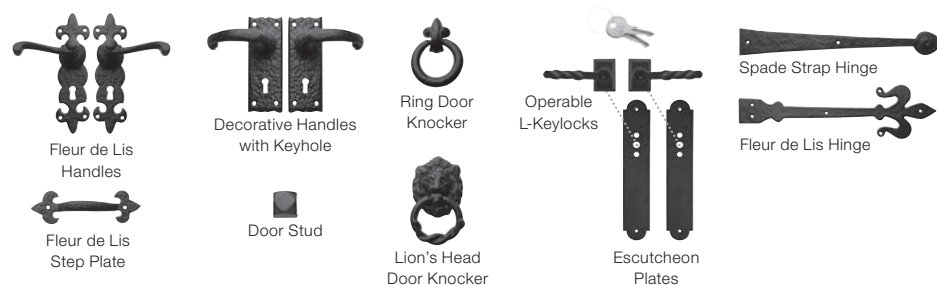 Fleur de Lis
Handles
Fleur de Lis
Step Plate
Decorative Handles
with Keyhole
Door Stud
Ring Door
Knocker
Lion's Head
Door Knocker
Operable
L-Keylocks
Escutcheon
Plates
Spade Strap Hinge
Fleur de Lis Hinge